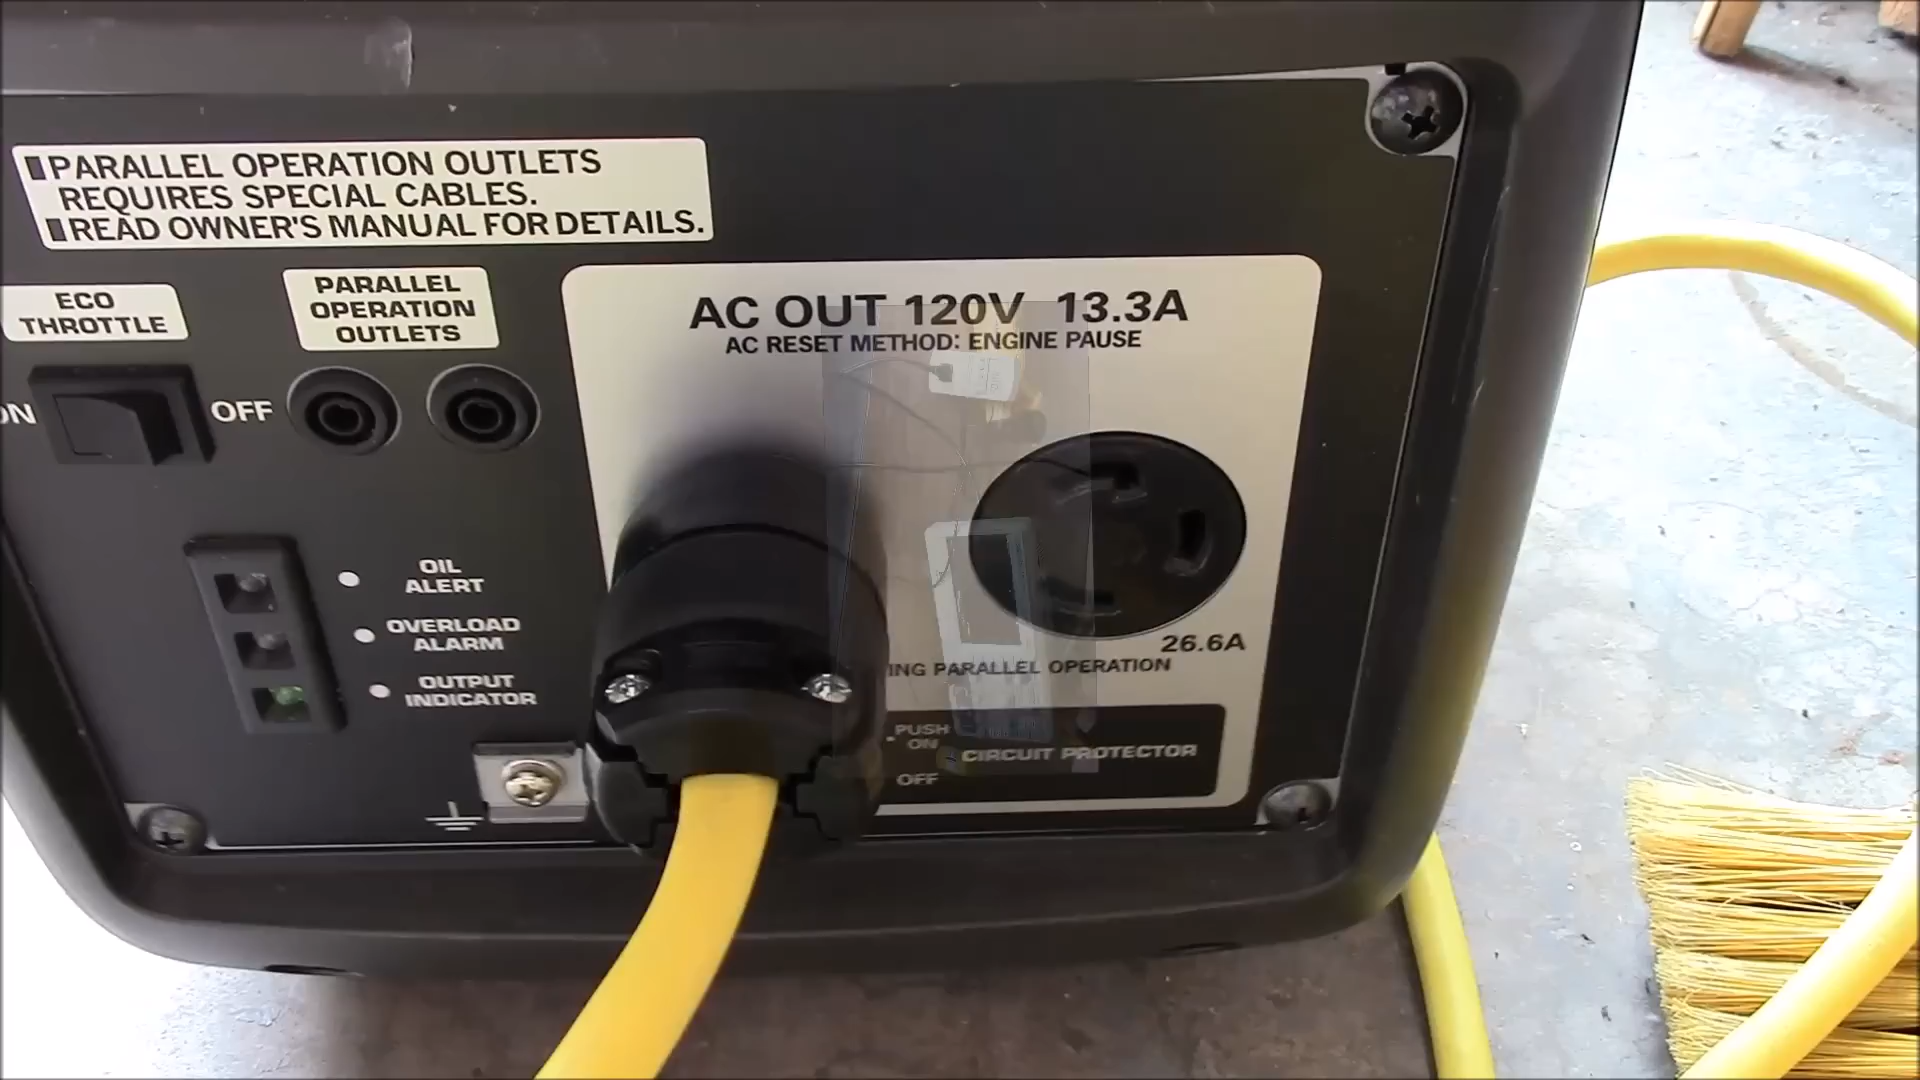 PARALLEL OPERATION OUTLETS
REQUIRES SPECIAL CABLES.
READ OWNER'S MANUAL FOR DETAILS.
ECO
THROTTLE
OFF
PARALLEL
OPERATION
OUTLETS
AC OUT 120V 13.3A
AC RESET METHOD: ENGINE PAUSE
OIL
ALERT
OVERLOAD
ALARM
OUTPUT
INDICATOR
26.6A
PARALLEL OPERATION
PUSH
ON
OFF
CIRCUIT PROTECTOR